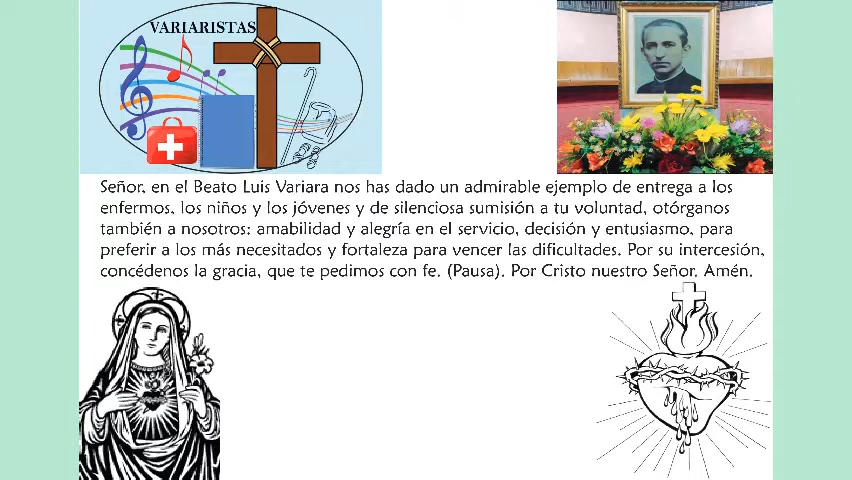 VARIARISTAS
Señor, en el Beato Luis Variara nos has dado un admirable ejemplo de entrega a los
enfermos, los niños y los jóvenes y de silenciosa sumisión a tu voluntad, otórganos
también a nosotros: amabilidad y alegría en el servicio, decisión y entusiasmo, para
preferir a los más necesitados y fortaleza para vencer las dificultades. Por su intercesión,
concédenos la gracia, que te pedimos con fe. (Pausa). Por Cristo nuestro Señor. Amén.